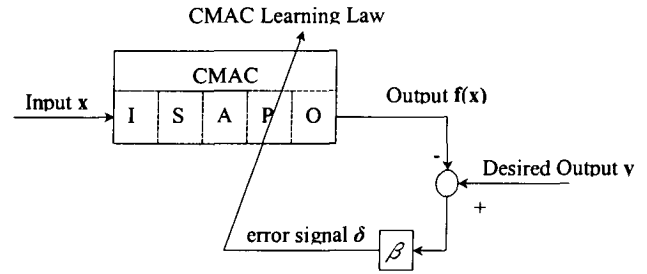 CMAC Learning Law
CMAC
Input x
I S A P O
Output f(x)
-
Desired Output y
+
error signal δ
β